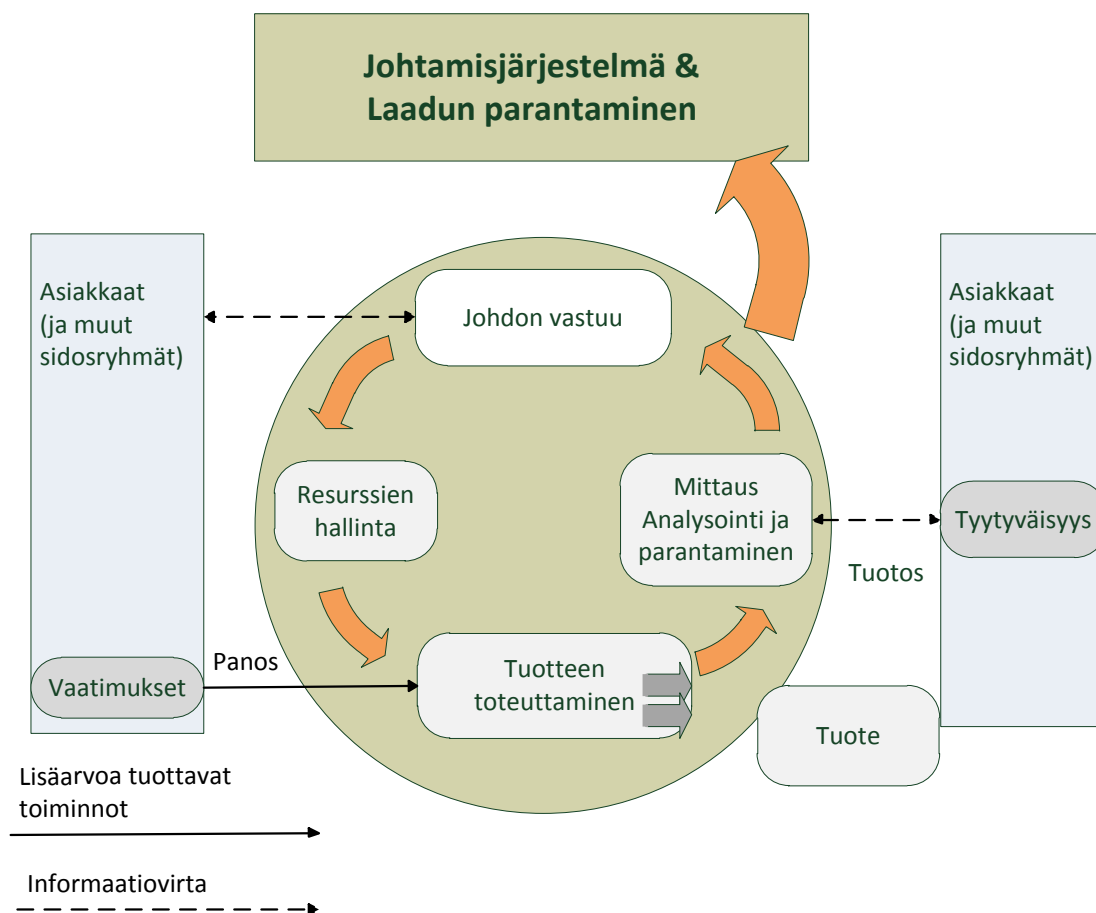 Johtamisjärjestelmä &
Laadun parantaminen
Asiakkaat
(ja muut
sidosryhmät)
Johdon vastuu
Asiakkaat
(ja muut
sidosryhmät)
Resurssien
hallinta
Mittaus
Analysointi ja
parantaminen
Tyytyväisyys
Tuotos
Panos
Vaatimukset
Tuotteen
toteuttaminen
Tuote
Lisäarvoa tuottavat
toiminnot
Informaatiovirta